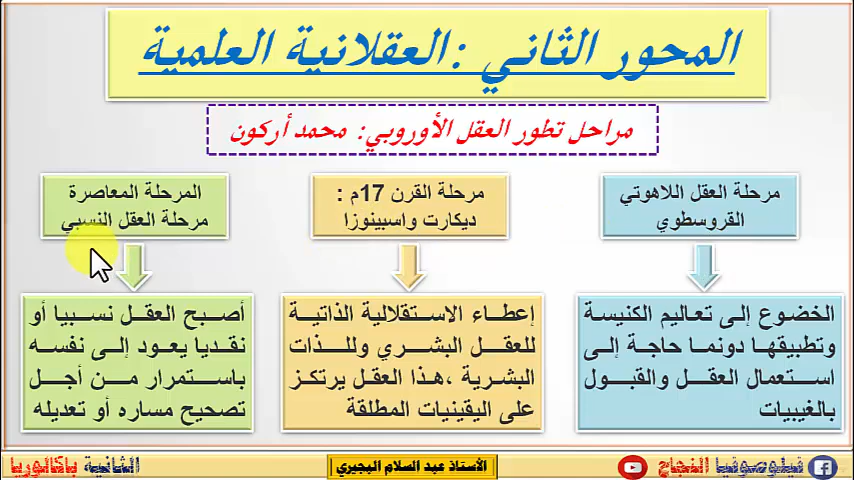 المحور الثاني :العقلانية العلمية
مراحل تطور العقل الأوروبي: محمد أركون
مرحلة العقل اللاهوتي
القروسطوي
الخضوع إلى تعاليم الكنيسة
وتطبيقها دونما حاجة إلى
استعمال العقل والقبول
بالغيبيات
مرحلة القرن 17م :
ديكارت واسبينوزا
إعطاء الاستقلالية الذاتية
للعقل البشري وللذات
البشرية ،هذا العقل يرتكز
على اليقينيات المطلقة
المرحلة المعاصرة
مرحلة العقل النسبي
أصبح العقل نسبيا أو
نقديا يعود إلى نفسه
باستمرار من أجل
تصحيح مساره أو تعديله
فيلوصوفيا النجاح
الأستاذ عبد السلام البجيري
الثانية باكالوريا